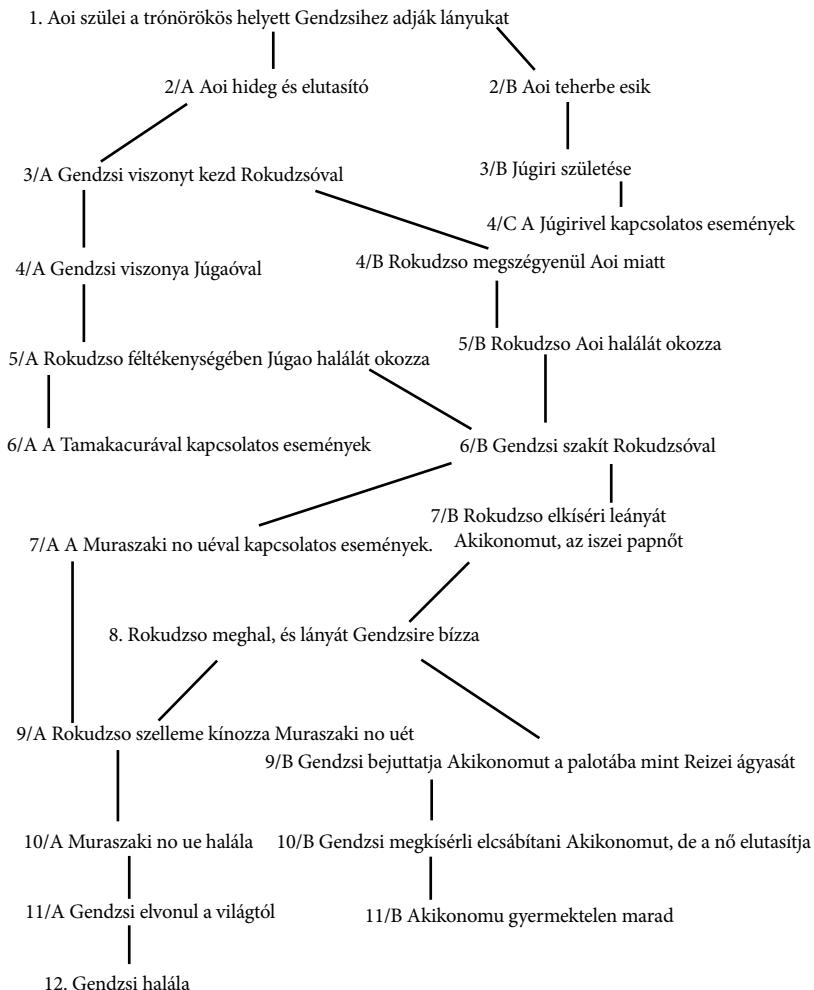 1. Aoi szülei a trónörökös helyett Gendzsihez adják lányukat
2/A Aoi hideg és elutasító
2/B Aoi teherbe esik
3/A Gendzsi viszonyt kezd Rokudzsóval
3/B Júgiri születése
4/C A Júgirivel kapcsolatos események
4/A Gendzsi viszonya Júgaóval
4/B Rokudzso megszégyenül Aoi miatt
5/A Rokudzso féltékenységében Júgao halálát okozza
5/B Rokudzso Aoi halálát okozza
6/A A Tamakacurával kapcsolatos események
6/B Gendzsi szakít Rokudzsóval
7/A A Muraszaki no uéval kapcsolatos események.
7/B Rokudzso elkíséri leányát
Akikonomut, az iszei papnőt
8. Rokudzso meghal, és lányát Gendzsire bízza
9/A Rokudzso szelleme kínozza Muraszaki no uét
9/B Gendzsi bejuttatja Akikonomut a palotába mint Reizei ágyasát
10/A Muraszaki no ue halála
10/B Gendzsi megkísérli elcsábítani Akikonomut, de a nő elutasítja
11/A Gendzsi elvonul a világtól
11/B Akikonomu gyermektelen marad
12. Gendzsi halála